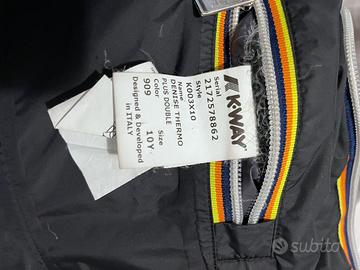 K-WAY
Serial
2172578862
Style
K003X10
Name
DENISE THERMO
PLUS DOUBLE
Color
Size
909
10Y
Designed & Developed
in ITALY
subito